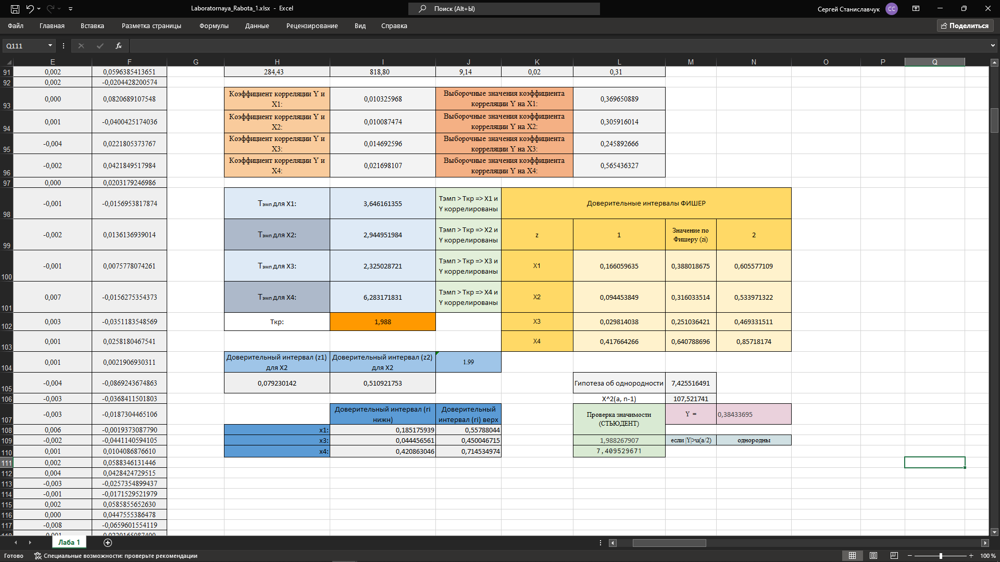 Laboratornaya_Rabota_1.xlsx - Excel
Поиск (Alt+Ы)
Сергей Станиславчук
СС
Файл Главная Вставка Разметка страницы Формулы Данные Рецензирование Вид Справка
Поделиться
Q111
fx
E F G H I J K L M N O P Q
91 0,002 0,0596385413651 284,43 818,80 9,14 0,02 0,31
92 0,002 -0,0204428200574
93 0,000 0,0820689107548
Коэффициент корреляции Y и
X1:
0,010325968
Выборочные значения коэффициента
корреляции Y на X1:
0,369650889
94 0,001 -0,0400425174036
Коэффициент корреляции Y и
X2:
0,010087474
Выборочные значения коэффициента
корреляции Y на X2:
0,305916014
95 -0,004 0,0221805373767
Коэффициент корреляции Y и
X3:
0,014692596
Выборочные значения коэффициента
корреляции Y на X3:
0,245892666
96 -0,002 0,0421849517984
Коэффициент корреляции Y и
X4:
0,021698107
Выборочные значения коэффициента
корреляции Y на X4:
0,565436327
97 0,000 0,0203179246986
98 -0,001 -0,0156953817874
Тэмп для X1:
3,646161355
Тэмп > Ткр => X1 и
Y коррелированы
Доверительные интервалы ФИШЕР
99 -0,002 0,0136136939014
Тэмп для X2:
2,944951984
Тэмп > Ткр => X2 и
Y коррелированы
z
1
Значение по
Фишеру (zi)
2
100 -0,001 0,0075778074261
Тэмп для X3:
2,325028721
Тэмп > Ткр => X3 и
Y коррелированы
X1 0,166059635 0,388018675 0,605577109
101 0,007 -0,0156275354373
Тэмп для X4:
6,283171831
Тэмп > Ткр => X4 и
Y коррелированы
X2 0,094453849 0,316033514 0,533971322
102 0,003 -0,0351183548569 Ткр: 1,988 X3 0,029814038 0,251036421 0,469331511
103 0,001 0,0258180467541 X4 0,417664266 0,640788696 0,85718174
104 0,001 0,0021906930311
Доверительный интервал (z1)
для X2
Доверительный интервал (z2)
для X2
1.99
105 -0,004 -0,0869243674863 0,079230142 0,510921753 Гипотеза об однородности 7,425516491
106 -0,003 -0,0368411501803 X^2(a, n-1) 107,521741
107 -0,003 -0,0187304465106
Доверительный интервал (ri
нижн)
Доверительный
интервал (ri) верх
Проверка значимости
(СТЬЮДЕНТ)
Y = 0,38433695
108 0,006 -0,0019373087790 x1: 0,185175939 0,55788044
109 -0,002 -0,0441140594105 x3: 0,044456561 0,450046715 1,988267907 если |Y|>u(a/2) однородны
110 0,001 0,0104086876610 x4: 0,420863046 0,714534974 7,409529671
111 0,002 0,0588346131446
112 0,004 0,0428424729515
113 -0,003 -0,0257354899437
114 -0,001 -0,0171529521979
115 0,002 0,0585855652630
116 0,000 0,0447555386478
117 -0,008 -0,0659601554119
118 -0,001 0,0220165087400
Лаба 1
Готово
Специальные возможности: проверьте рекомендации
100 %